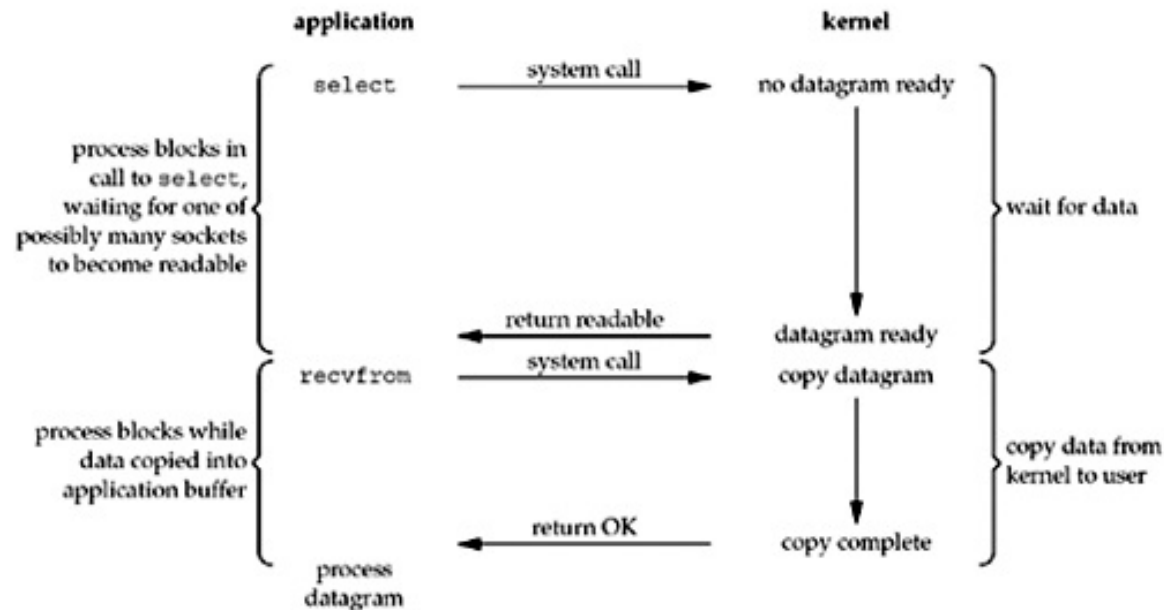 application
kernel
select
system call
no datagram ready
process blocks in
call to select,
waiting for one of
possibly many sockets
to become readable
wait for data
return readable
datagram ready
recvfrom
system call
copy datagram
process blocks while
data copied into
application buffer
copy data from
kernel to user
return OK
copy complete
process
datagram